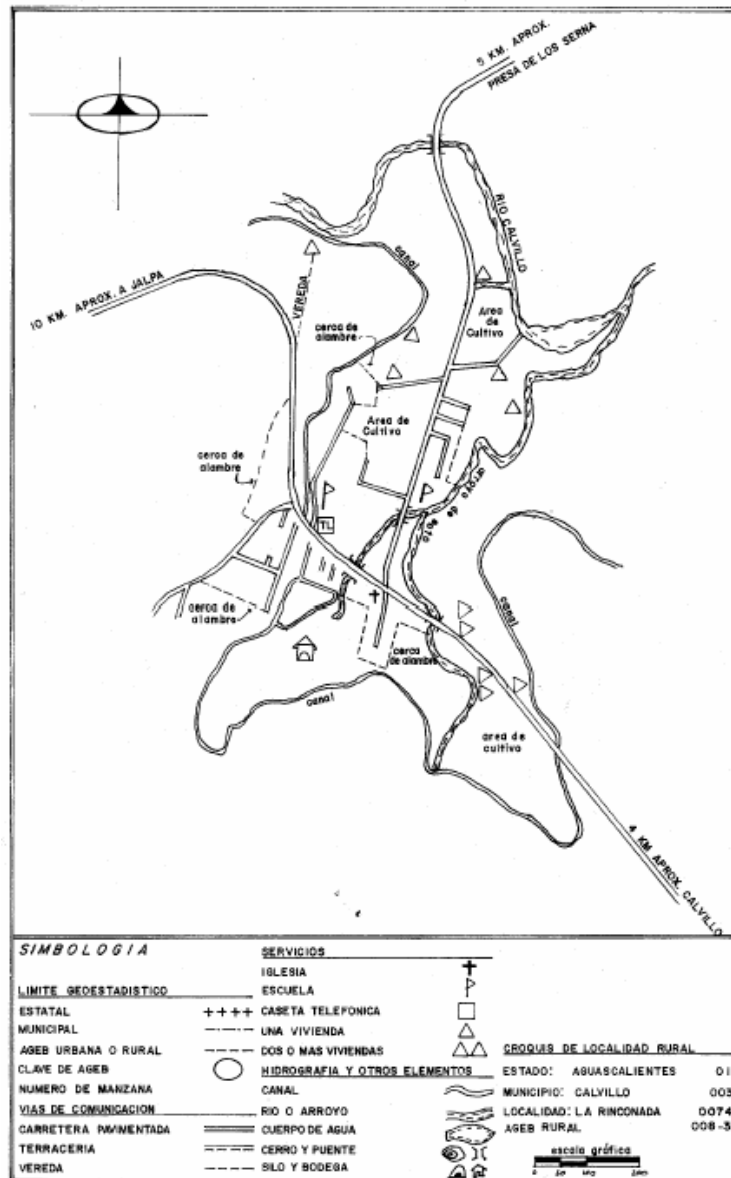 5 KM. APROX.
PRESA DE LOS SERNA
RIO CALVILLO
canal
VEREDA
10 KM. APROX. A JALPA
cerca de
alambre
Area
de
Cultivo
Area de
Cultivo
cerca de
alambre
TL
arroyo de
cerca de
alambre
cerca
de alambre
canal
canal
area de
cultivo
4 KM APROX. CALVILLO
SIMBOLOGIA
LIMITE GEOESTADISTICO
ESTATAL ++++
MUNICIPAL
AGEB URBANA O RURAL
CLAVE DE AGEB
NUMERO DE MANZANA
VIAS DE COMUNICACION
CARRETERA PAVIMENTADA
TERRACERIA
VEREDA
SERVICIOS
IGLESIA
ESCUELA
CASETA TELEFONICA
UNA VIVIENDA
DOS O MAS VIVIENDAS
HIDROGRAFIA Y OTROS ELEMENTOS
CANAL
RIO O ARROYO
CUERPO DE AGUA
CERRO Y PUENTE
SILO Y BODEGA
CROQUIS DE LOCALIDAD RURAL
ESTADO: AGUASCALIENTES 01
MUNICIPIO: CALVILLO 003
LOCALIDAD: LA RINCONADA 0074
AGEB RURAL 008-3
escala gráfica
0 50 100 200